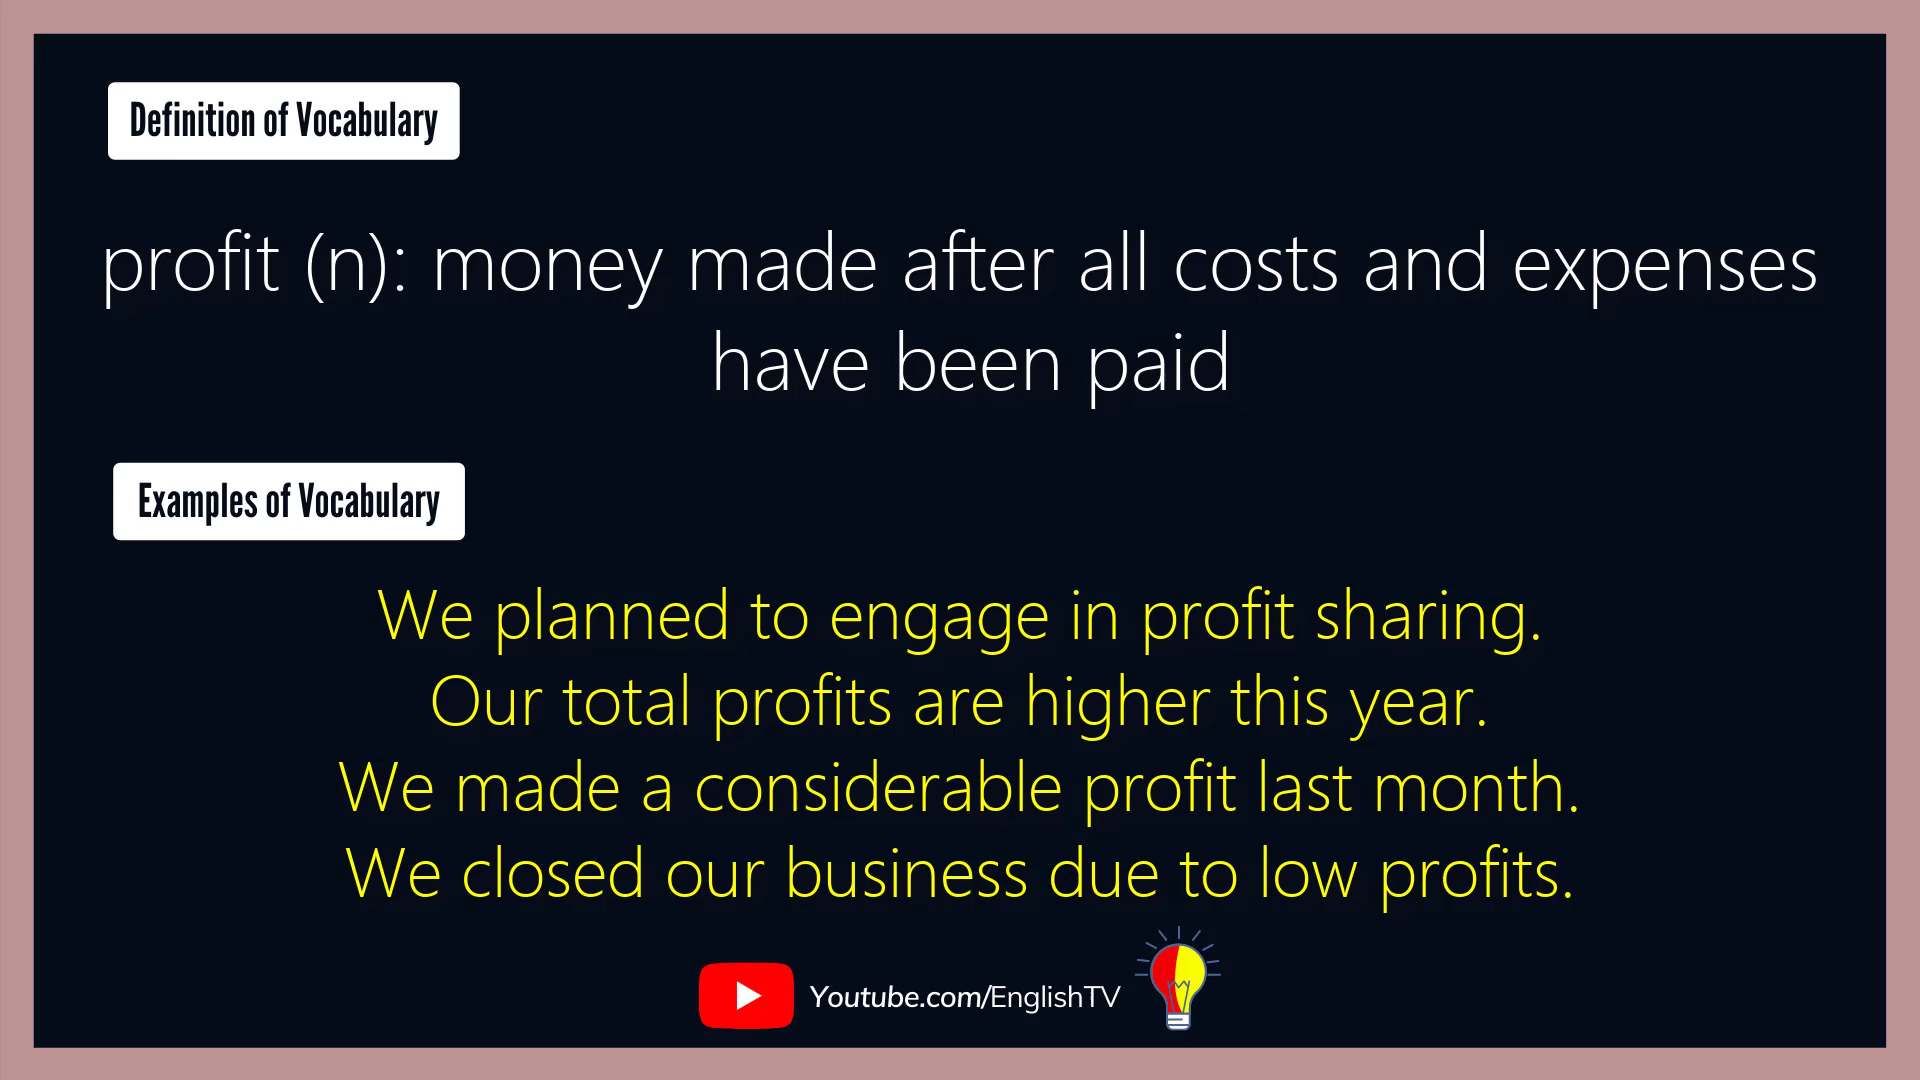 Definition of Vocabulary
profit (n): money made after all costs and expenses
have been paid
Examples of Vocabulary
We planned to engage in profit sharing.
Our total profits are higher this year.
We made a considerable profit last month.
We closed our business due to low profits.
Youtube.com/EnglishTV